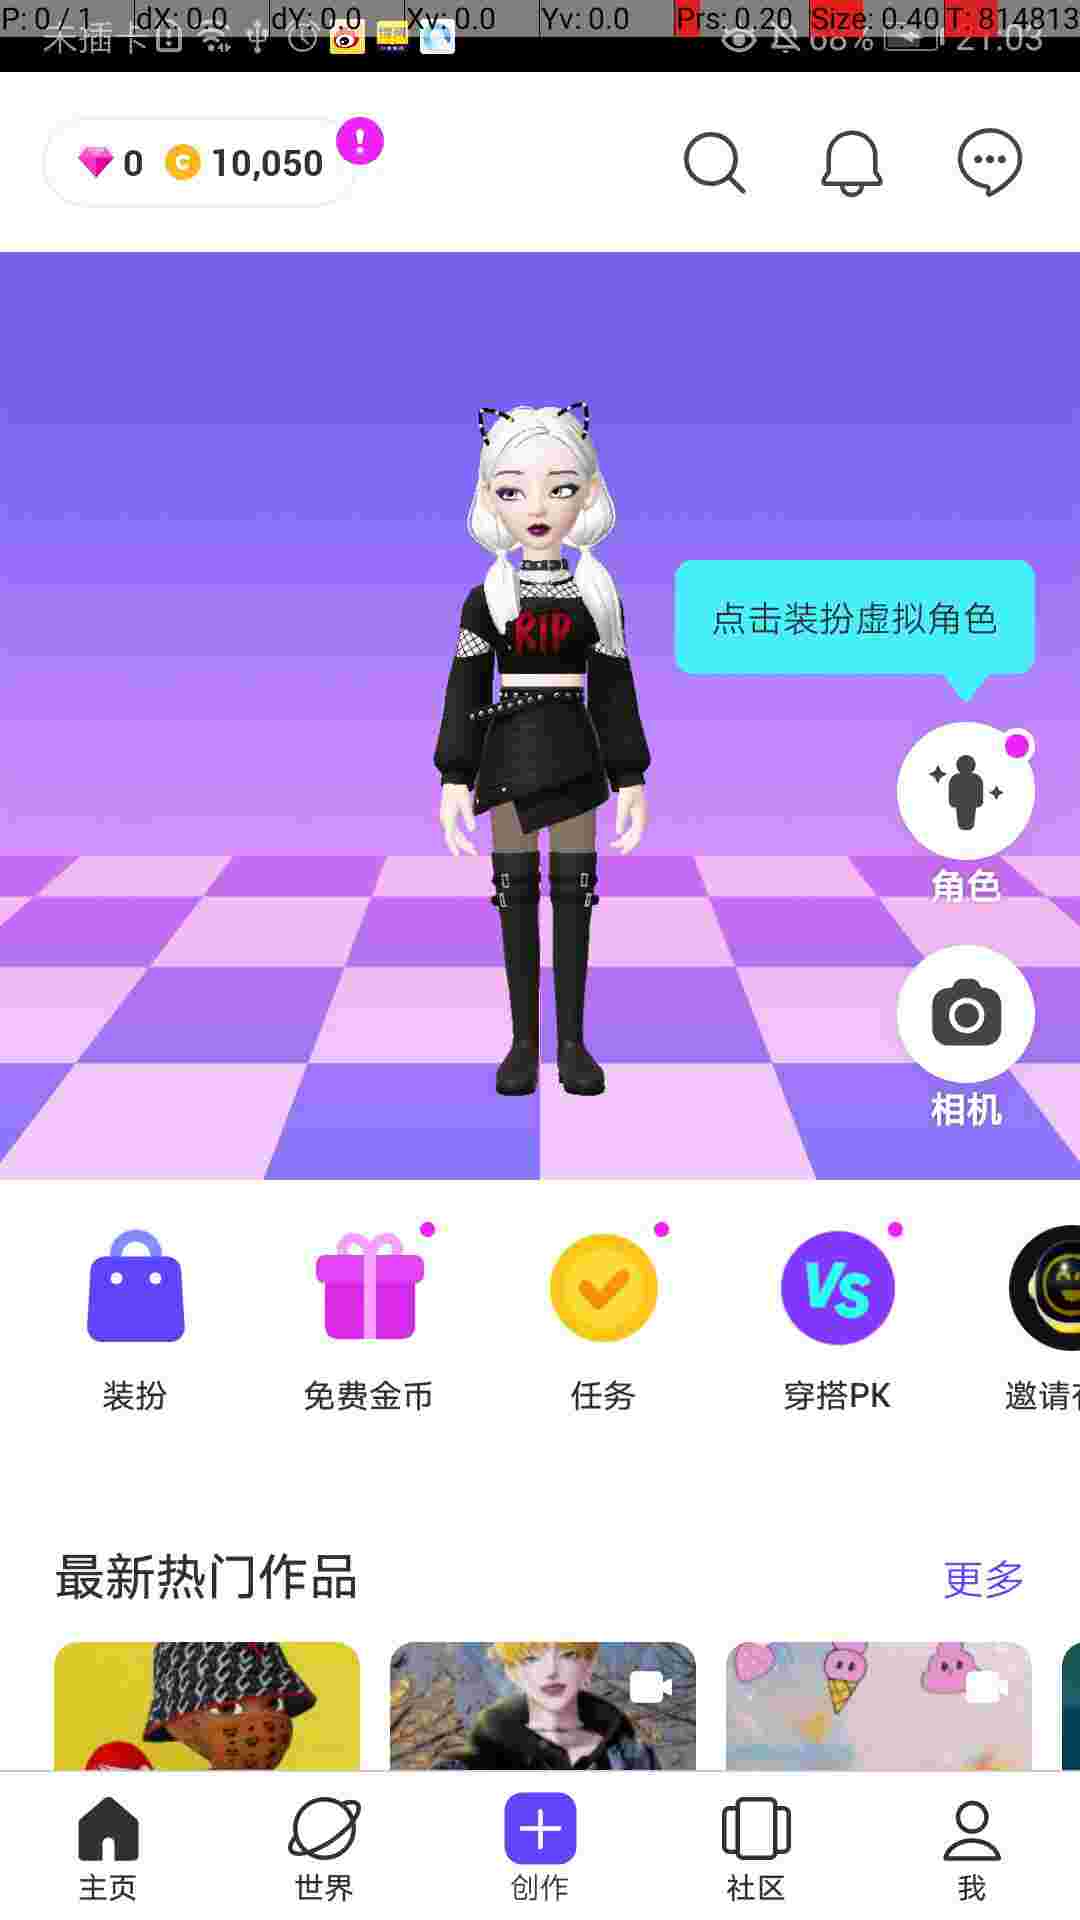 P: 0 / 1 dX: 0.0 dY: 0.0 Xv: 0.0 Yv: 0.0 Prs: 0.20 Size: 0.40 T: 814813
未插卡 68% 21:03
0 10,050
RIP
点击装扮虚拟角色
角色
相机
VS
装扮 免费金币 任务 穿搭PK 邀请
最新热门作品 更多
主页 世界 创作 社区 我